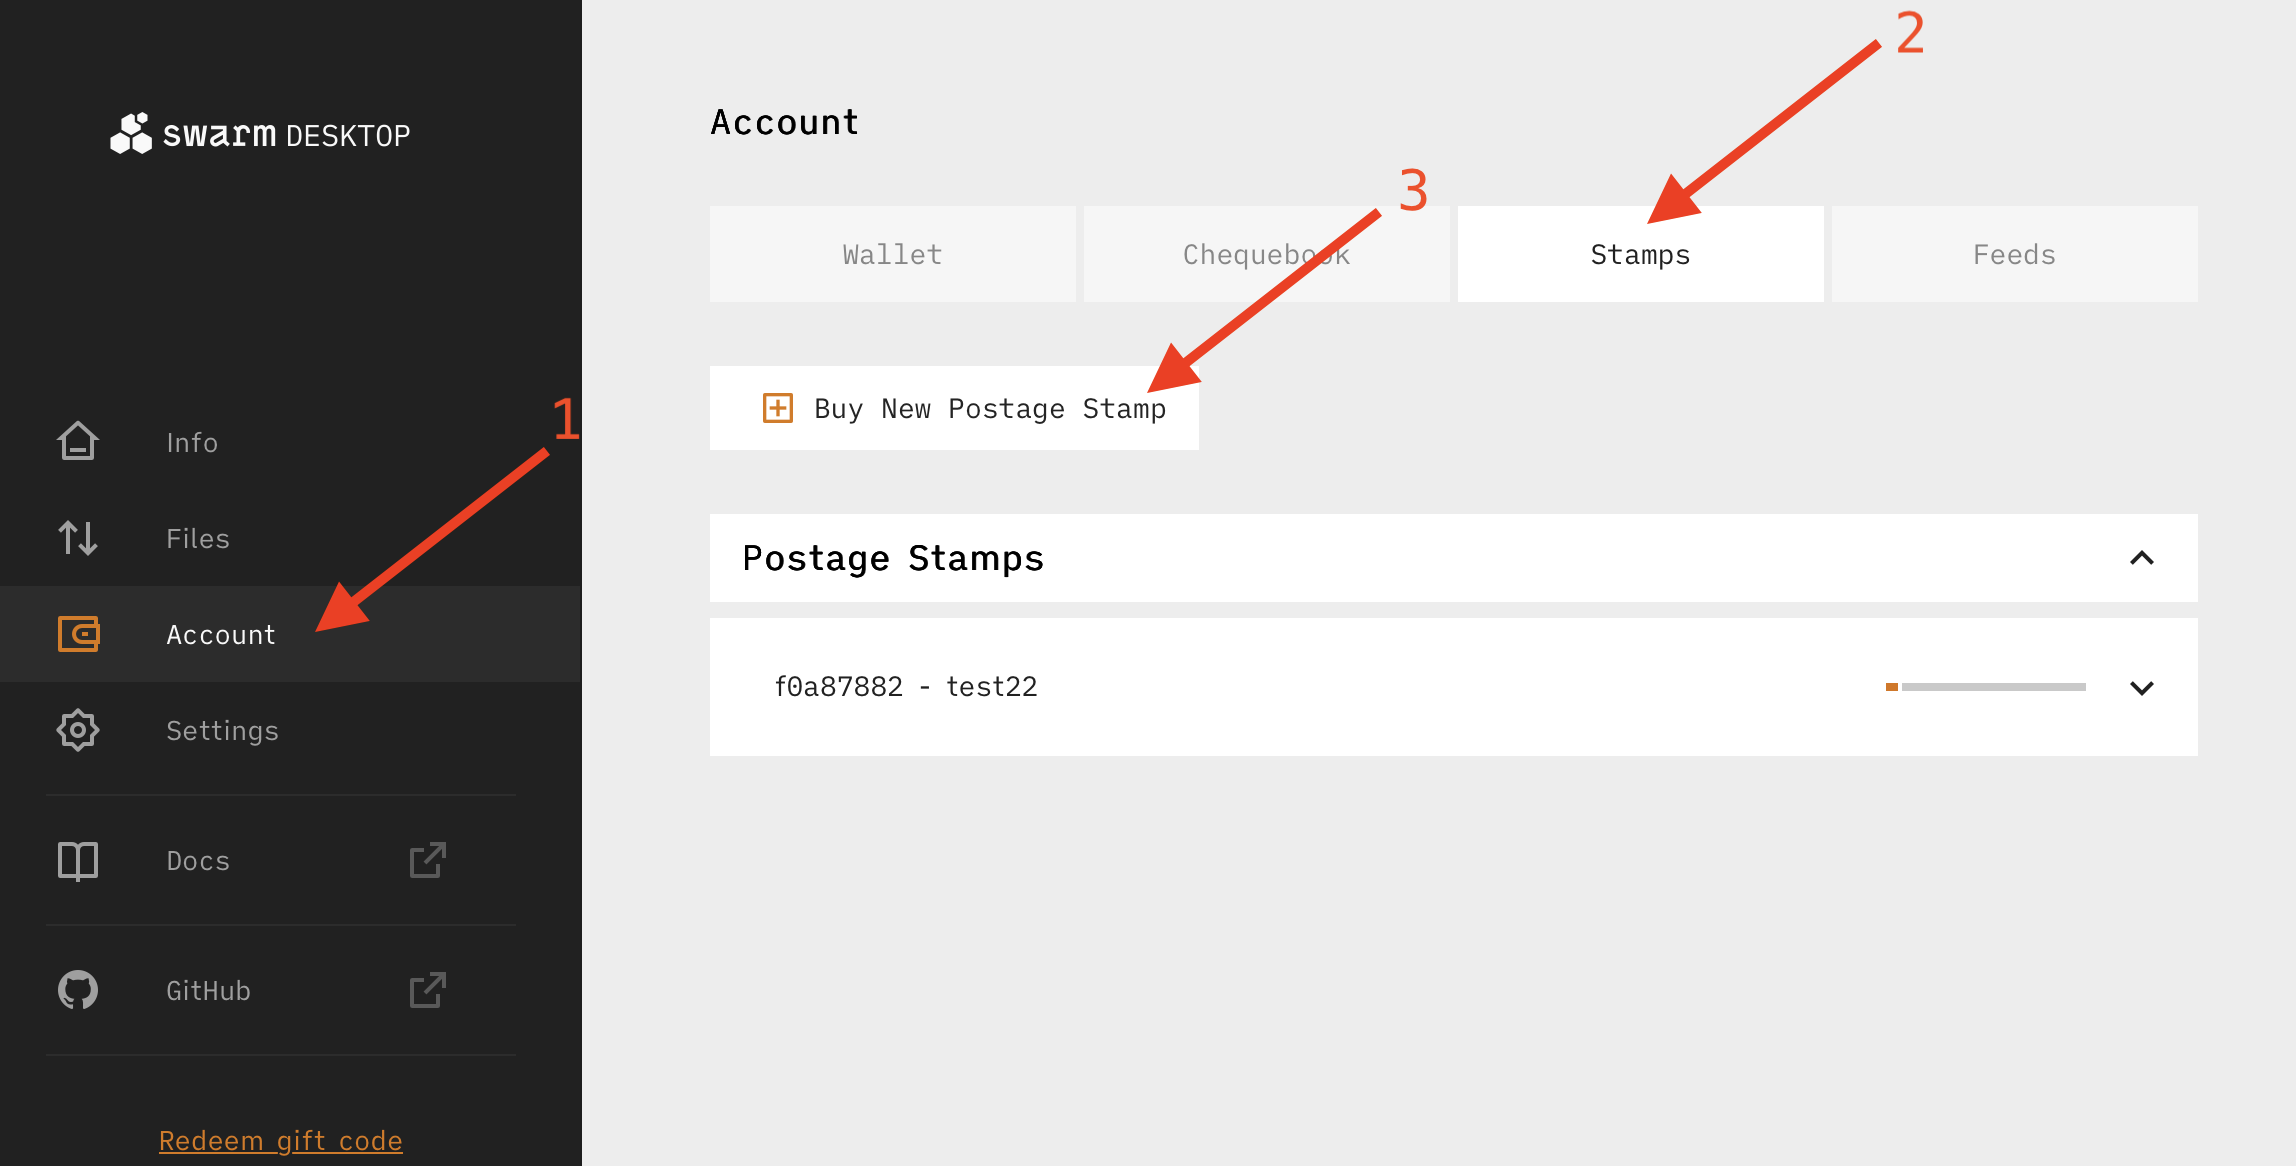 swarm DESKTOP
Info
Files
Account
Settings
Docs
GitHub
Redeem gift code
1
2
Account
3
Wallet
Chequebook
Stamps
Feeds
Buy New Postage Stamp
Postage Stamps
f0a87882 - test22